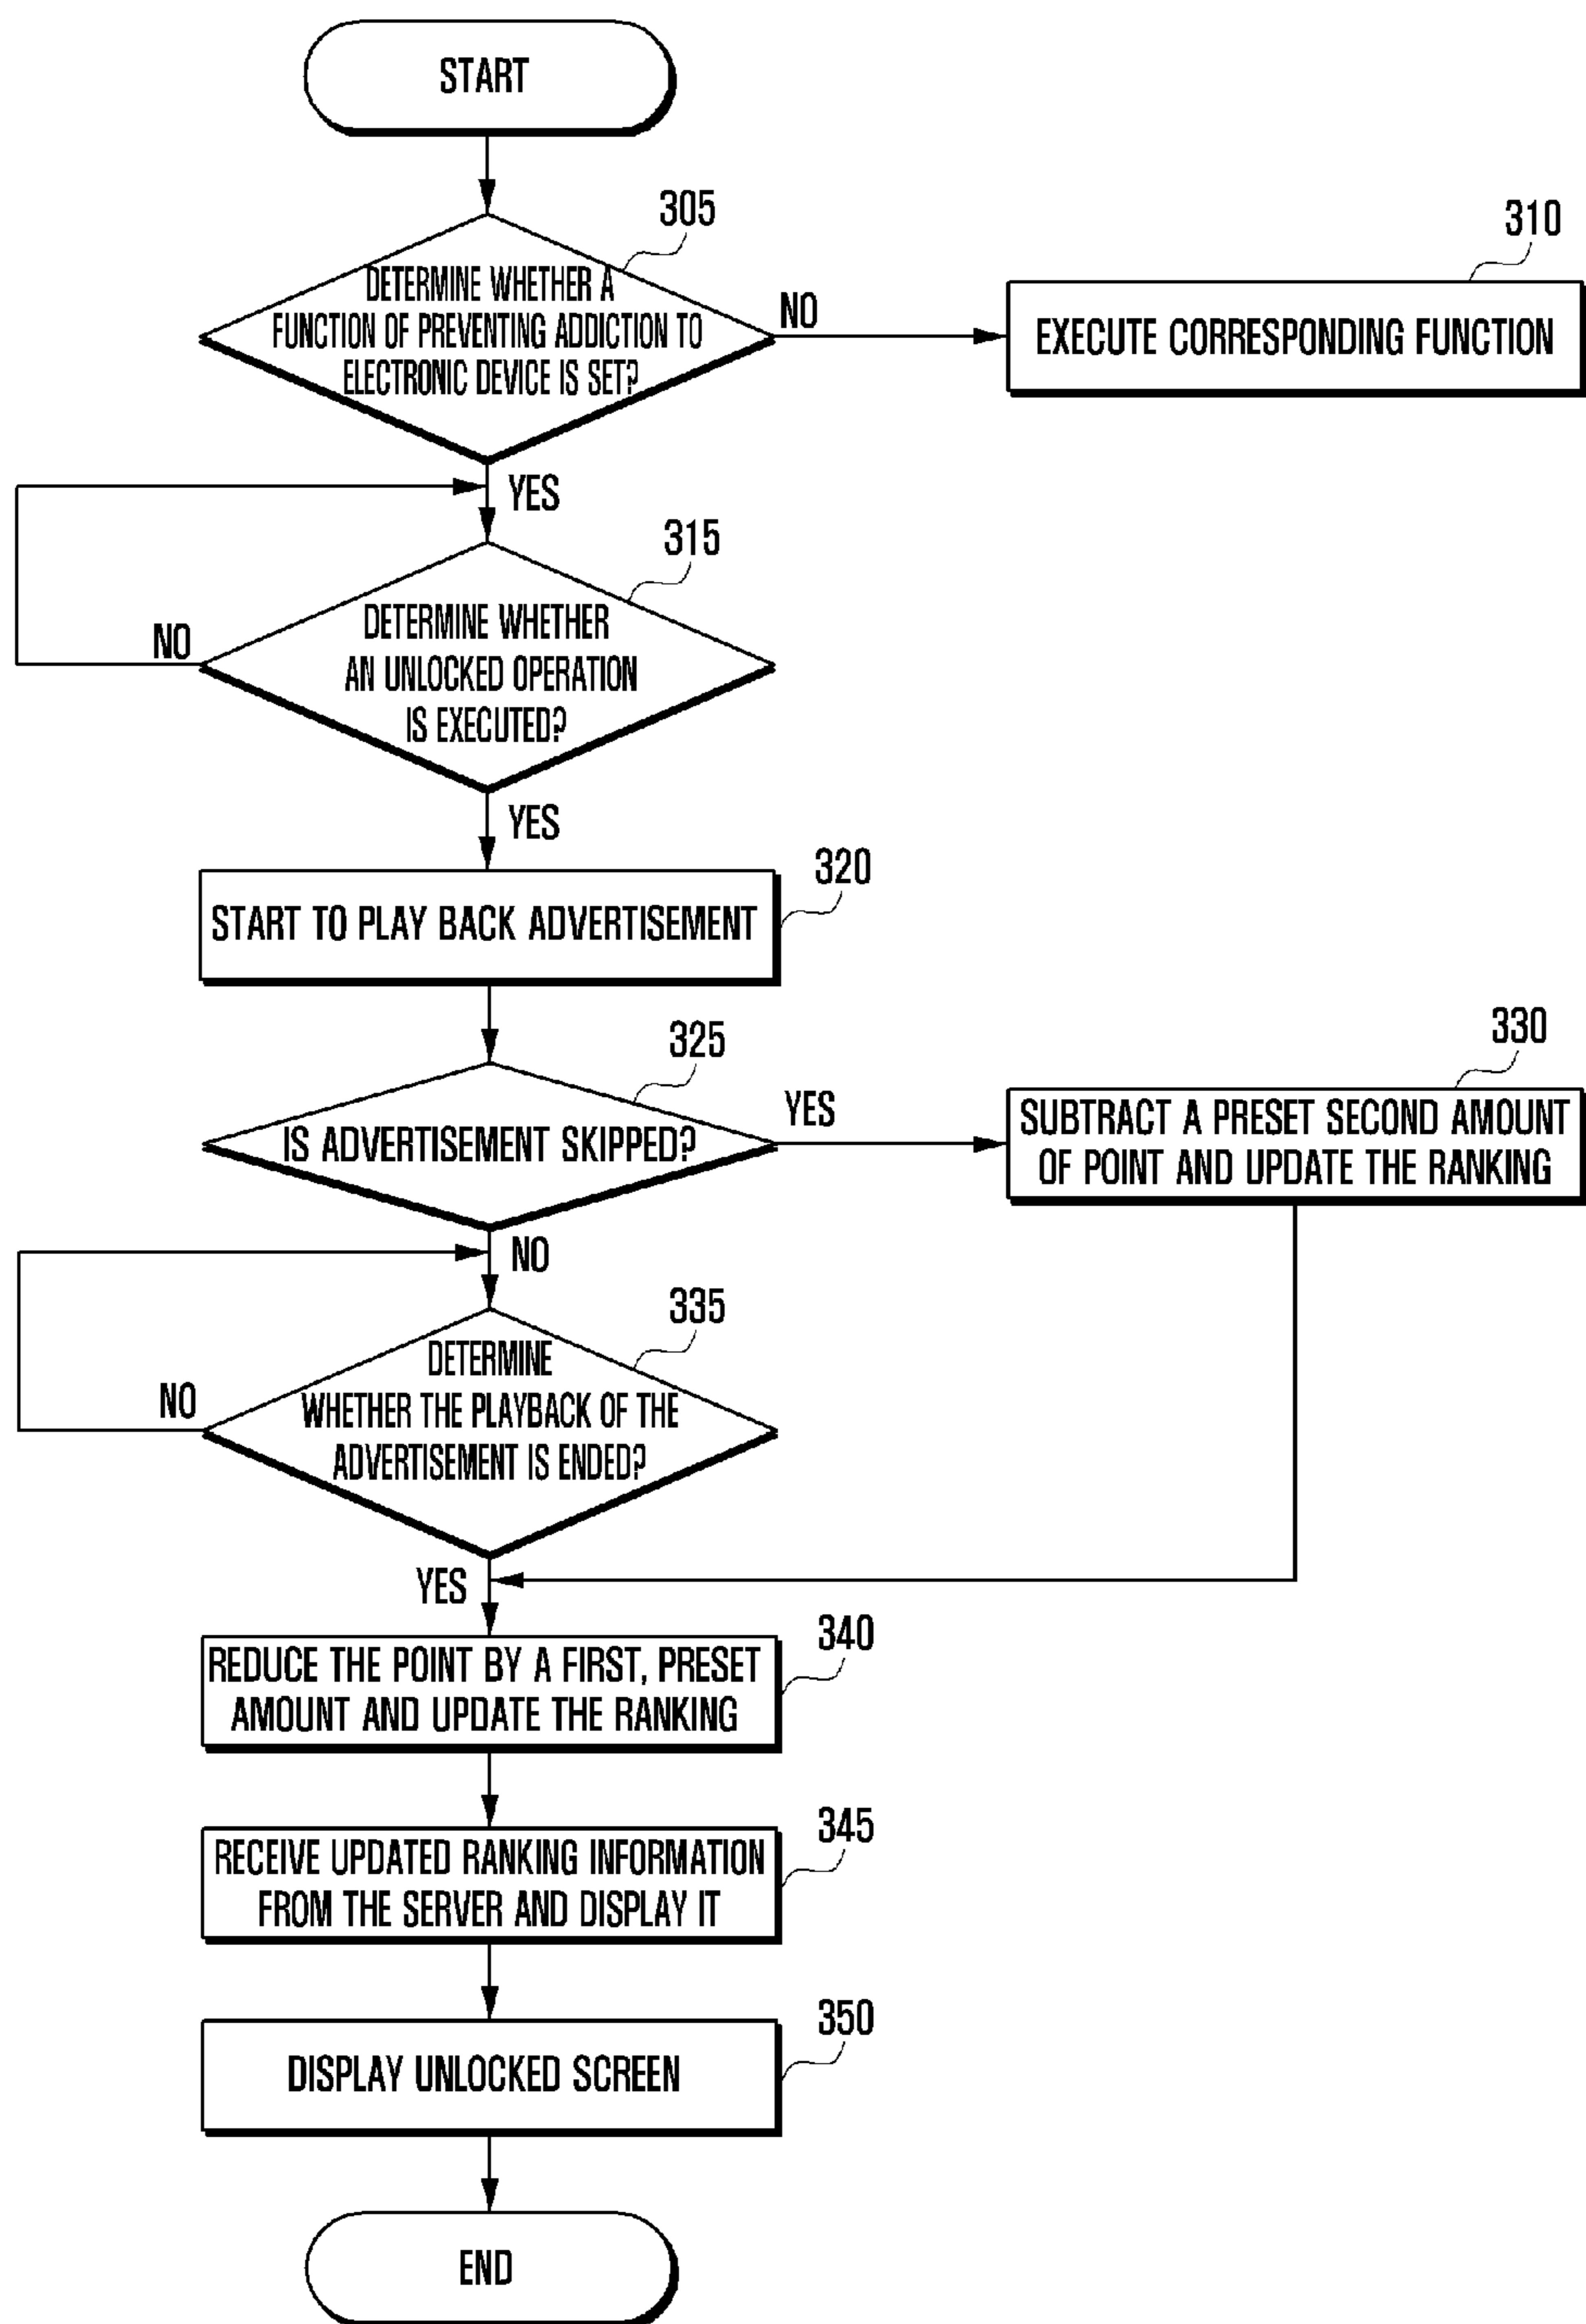 START
305
DETERMINE WHETHER A
FUNCTION OF PREVENTING ADDICTION TO
ELECTRONIC DEVICE IS SET?
NO
310
EXECUTE CORRESPONDING FUNCTION
YES
315
DETERMINE WHETHER
AN UNLOCKED OPERATION
IS EXECUTED?
NO
YES
320
START TO PLAY BACK ADVERTISEMENT
325
IS ADVERTISEMENT SKIPPED?
YES
330
SUBTRACT A PRESET SECOND AMOUNT
OF POINT AND UPDATE THE RANKING
NO
335
DETERMINE
WHETHER THE PLAYBACK OF THE
ADVERTISEMENT IS ENDED?
NO
YES
340
REDUCE THE POINT BY A FIRST, PRESET
AMOUNT AND UPDATE THE RANKING
345
RECEIVE UPDATED RANKING INFORMATION
FROM THE SERVER AND DISPLAY IT
350
DISPLAY UNLOCKED SCREEN
END